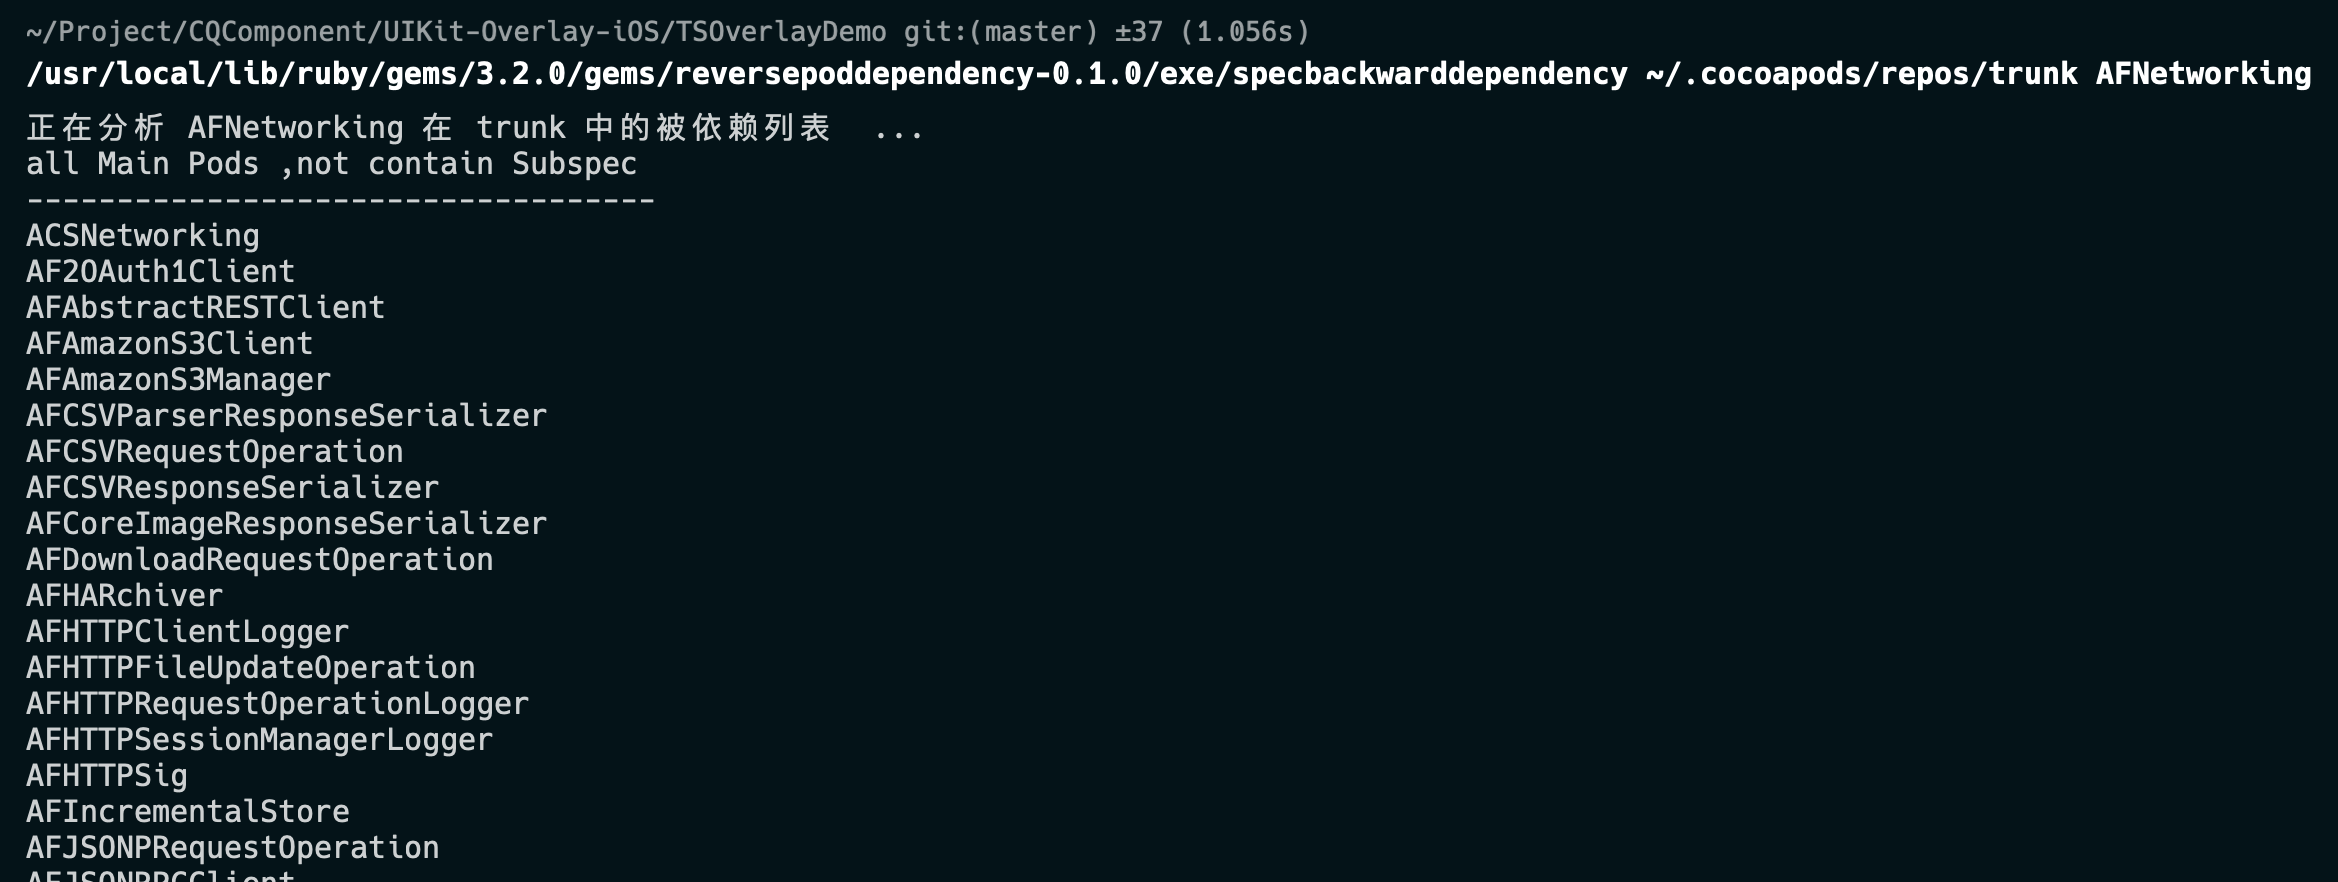 ~/Project/CQComponent/UIKit-Overlay-iOS/TSOverlayDemo git:(master) ±37 (1.056s)
/usr/local/lib/ruby/gems/3.2.0/gems/reversepoddependency-0.1.0/exe/specbackwarddependency ~/.cocoapods/repos/trunk AFNetworking
正在分析 AFNetworking 在 trunk 中的被依赖列表  ...
all Main Pods ,not contain Subspec
-----------------------------------
ACSNetworking
AF2OAuth1Client
AFAbstractRESTClient
AFAmazonS3Client
AFAmazonS3Manager
AFCSVParserResponseSerializer
AFCSVRequestOperation
AFCSVResponseSerializer
AFCoreImageResponseSerializer
AFDownloadRequestOperation
AFHARchiver
AFHTTPClientLogger
AFHTTPFileUpdateOperation
AFHTTPRequestOperationLogger
AFHTTPSessionManagerLogger
AFHTTPSig
AFIncrementalStore
AFJSONPRequestOperation
AFJSONRPCClient